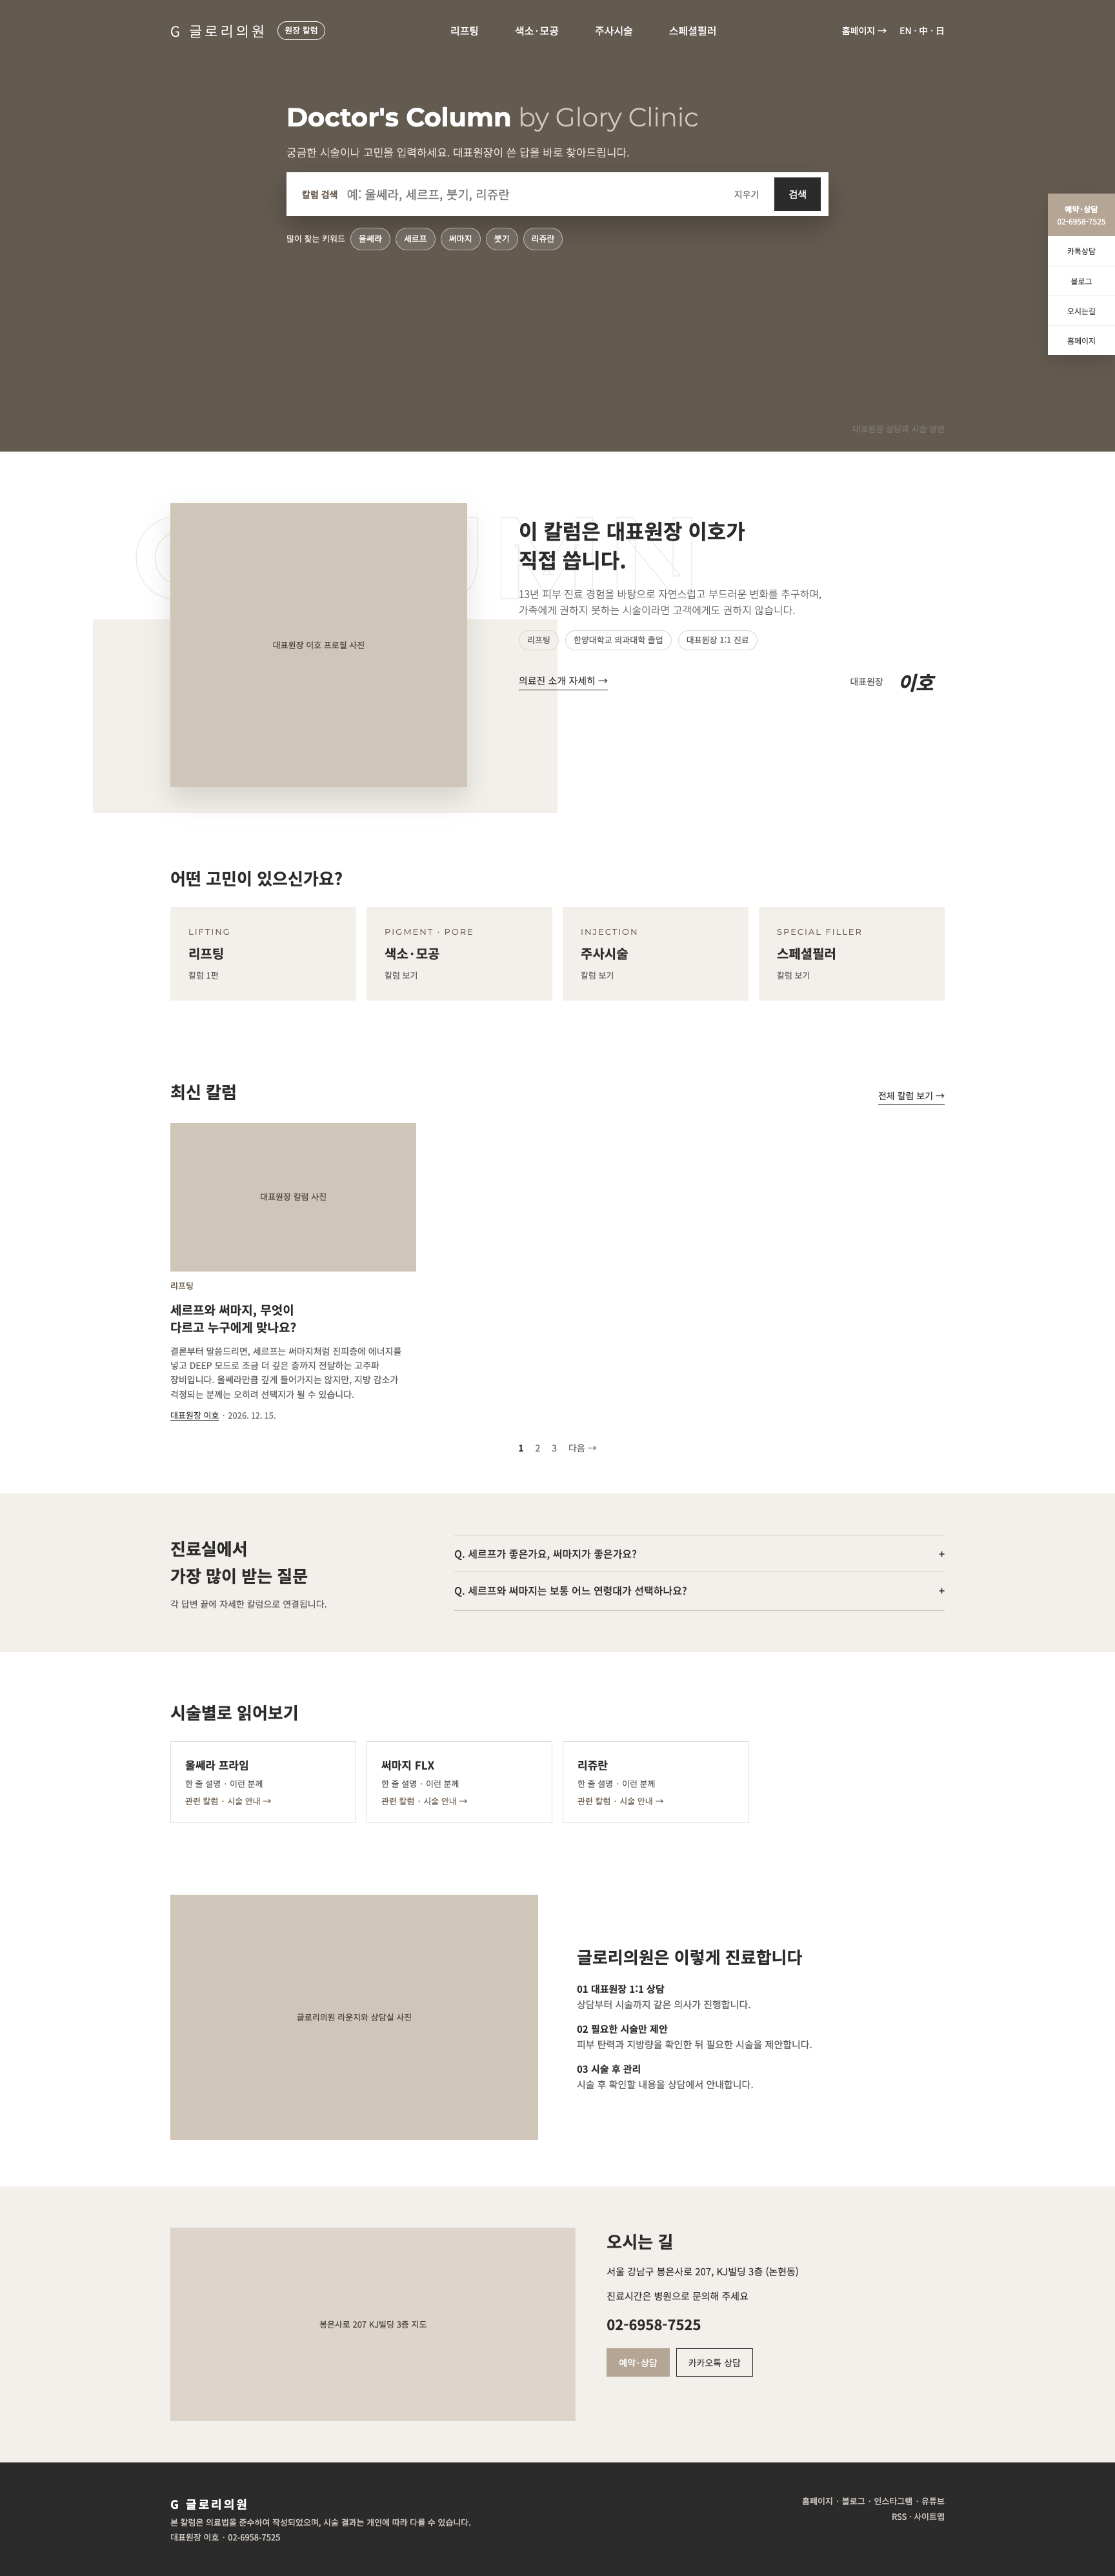 G 글로리의원 원장 칼럼 리프팅 색소·모공 주사시술 스페셜필러 홈페이지 → EN · 中 · 日
Doctor's Column by Glory Clinic
궁금한 시술이나 고민을 입력하세요. 대표원장이 쓴 답을 바로 찾아드립니다.
칼럼 검색 예: 울쎄라, 세르프, 붓기, 리쥬란 지우기 검색
많이 찾는 키워드 울쎄라 세르프 써마지 붓기 리쥬란
예약·상담
02-6958-7525
카톡상담
블로그
오시는길
홈페이지
대표원장 상담과 시술 장면
대표원장 이호 프로필 사진
이 칼럼은 대표원장 이호가
직접 씁니다.
13년 피부 진료 경험을 바탕으로 자연스럽고 부드러운 변화를 추구하며,
가족에게 권하지 못하는 시술이라면 고객에게도 권하지 않습니다.
리프팅 한양대학교 의과대학 졸업 대표원장 1:1 진료
의료진 소개 자세히 → 대표원장 이호
어떤 고민이 있으신가요?
LIFTING
리프팅
칼럼 1편
PIGMENT · PORE
색소·모공
칼럼 보기
INJECTION
주사시술
칼럼 보기
SPECIAL FILLER
스페셜필러
칼럼 보기
최신 칼럼 전체 칼럼 보기 →
대표원장 칼럼 사진
리프팅
세르프와 써마지, 무엇이
다르고 누구에게 맞나요?
결론부터 말씀드리면, 세르프는 써마지처럼 진피층에 에너지를
넣고 DEEP 모드로 조금 더 깊은 층까지 전달하는 고주파
장비입니다. 울쎄라만큼 깊게 들어가지는 않지만, 지방 감소가
걱정되는 분께는 오히려 선택지가 될 수 있습니다.
대표원장 이호 · 2026. 12. 15.
1 2 3 다음 →
진료실에서
가장 많이 받는 질문
각 답변 끝에 자세한 칼럼으로 연결됩니다.
Q. 세르프가 좋은가요, 써마지가 좋은가요? +
Q. 세르프와 써마지는 보통 어느 연령대가 선택하나요? +
시술별로 읽어보기
울쎄라 프라임
한 줄 설명 · 이런 분께
관련 칼럼 · 시술 안내 →
써마지 FLX
한 줄 설명 · 이런 분께
관련 칼럼 · 시술 안내 →
리쥬란
한 줄 설명 · 이런 분께
관련 칼럼 · 시술 안내 →
글로리의원 라운지와 상담실 사진
글로리의원은 이렇게 진료합니다
01 대표원장 1:1 상담
상담부터 시술까지 같은 의사가 진행합니다.
02 필요한 시술만 제안
피부 탄력과 지방량을 확인한 뒤 필요한 시술을 제안합니다.
03 시술 후 관리
시술 후 확인할 내용을 상담에서 안내합니다.
봉은사로 207 KJ빌딩 3층 지도
오시는 길
서울 강남구 봉은사로 207, KJ빌딩 3층 (논현동)
진료시간은 병원으로 문의해 주세요
02-6958-7525
예약·상담 카카오톡 상담
G 글로리의원
본 칼럼은 의료법을 준수하여 작성되었으며, 시술 결과는 개인에 따라 다를 수 있습니다.
대표원장 이호 · 02-6958-7525
홈페이지 · 블로그 · 인스타그램 · 유튜브
RSS · 사이트맵